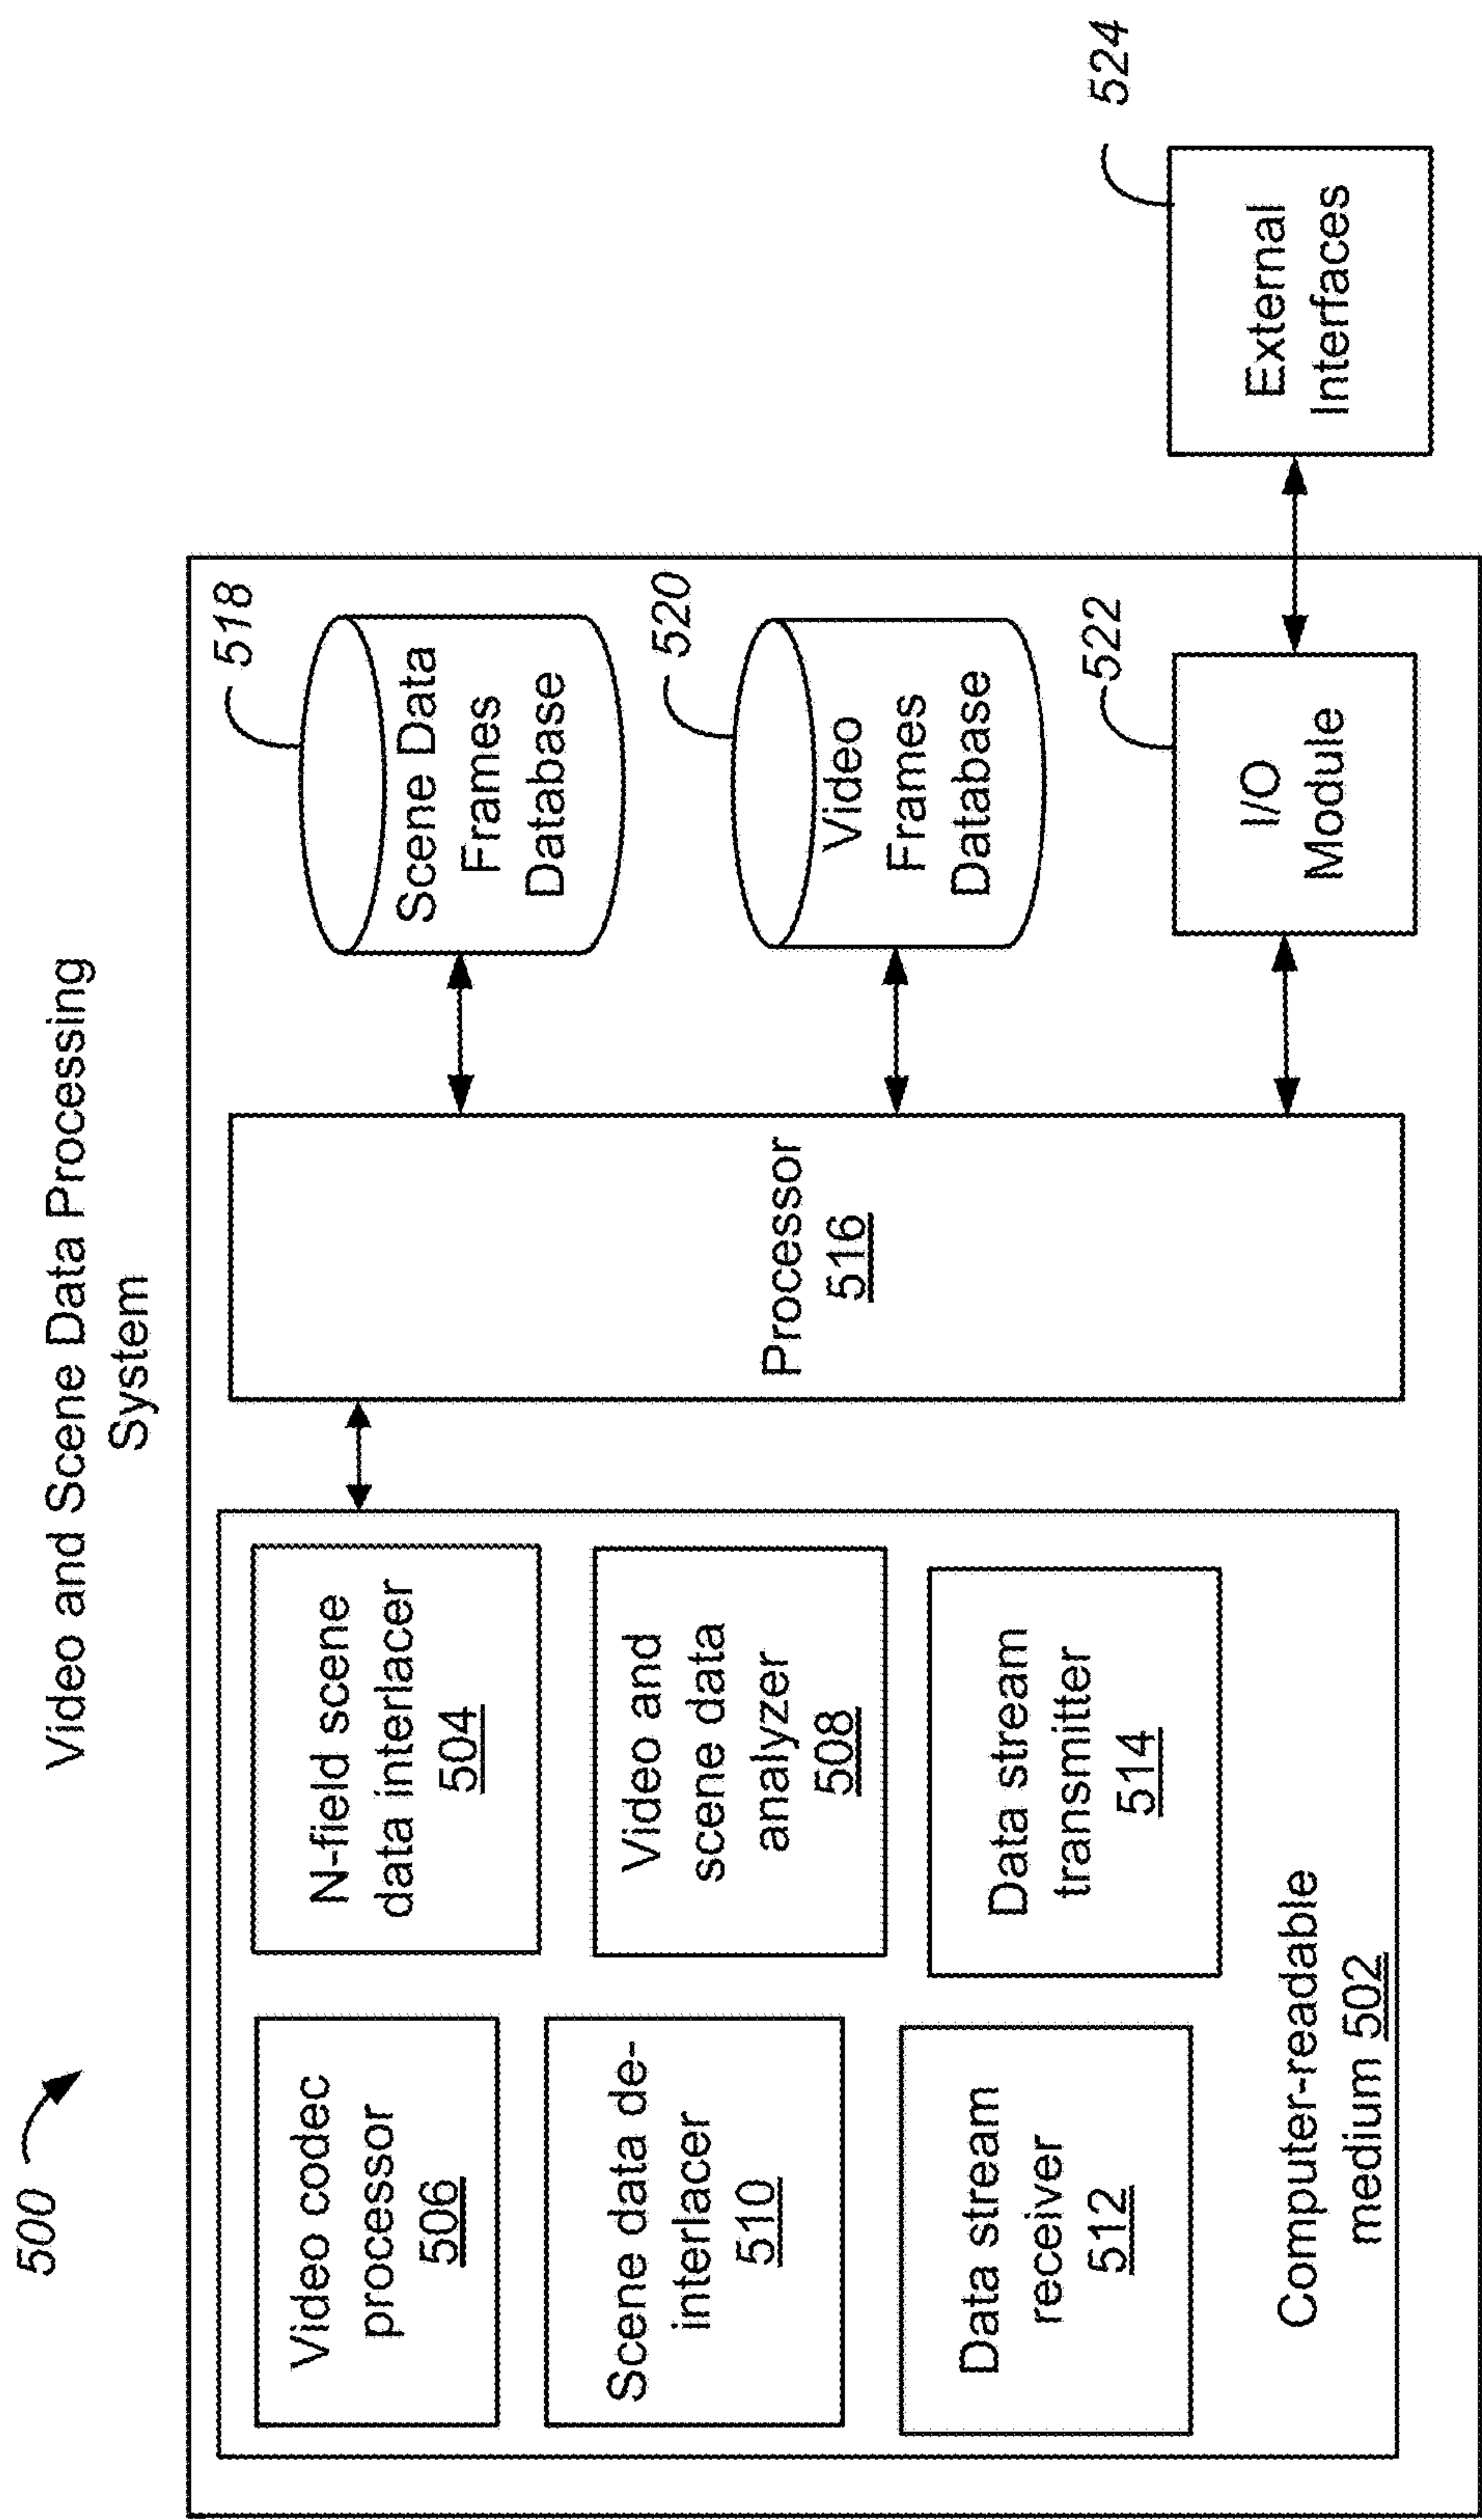 500
Video and Scene Data Processing
System
Video codec
processor
506
N-field scene
data interlacer
504
Scene data de-
interlacer
510
Video and
scene data
analyzer
508
Data stream
receiver
512
Data stream
transmitter
514
Computer-readable
medium 502
Processor
516
518
Scene Data
Frames
Database
520
Video
Frames
Database
522
I/O
Module
524
External
Interfaces